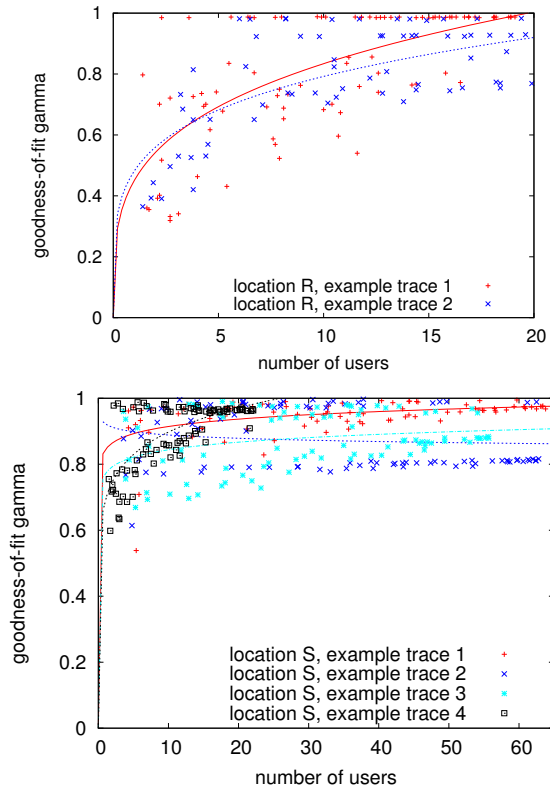 1
0.8
0.6
0.4
0.2
0
goodness-of-fit gamma
location R, example trace 1
location R, example trace 2
0 5 10 15 20
number of users
1
0.8
0.6
0.4
0.2
0
goodness-of-fit gamma
location S, example trace 1
location S, example trace 2
location S, example trace 3
location S, example trace 4
0 10 20 30 40 50 60
number of users